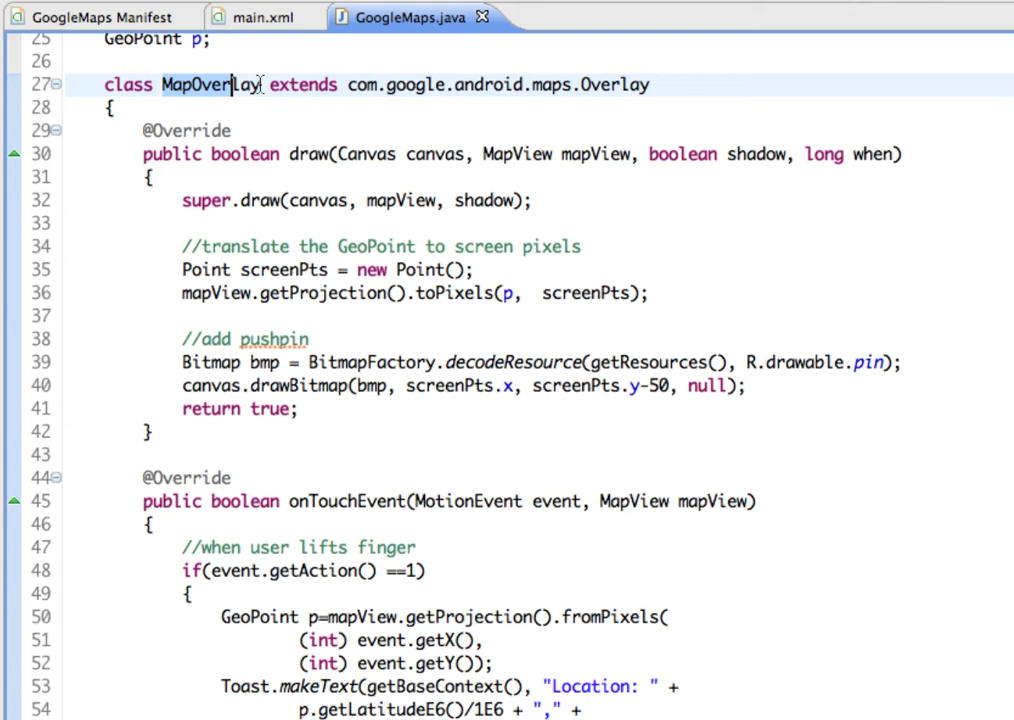 GoogleMaps Manifest main.xml GoogleMaps.java
25 GeoPoint p;
26
27 class MapOverlay extends com.google.android.maps.Overlay
28 {
29 @Override
30 public boolean draw(Canvas canvas, MapView mapView, boolean shadow, long when)
31 {
32 super.draw(canvas, mapView, shadow);
33
34 //translate the GeoPoint to screen pixels
35 Point screenPts = new Point();
36 mapView.getProjection().toPixels(p,  screenPts);
37
38 //add pushpin
39 Bitmap bmp = BitmapFactory.decodeResource(getResources(), R.drawable.pin);
40 canvas.drawBitmap(bmp, screenPts.x, screenPts.y-50, null);
41 return true;
42 }
43
44 @Override
45 public boolean onTouchEvent(MotionEvent event, MapView mapView)
46 {
47 //when user lifts finger
48 if(event.getAction() ==1)
49 {
50 GeoPoint p=mapView.getProjection().fromPixels(
51 (int) event.getX(),
52 (int) event.getY());
53 Toast.makeText(getBaseContext(), "Location: " +
54 p.getLatitudeE6()/1E6 + "," +